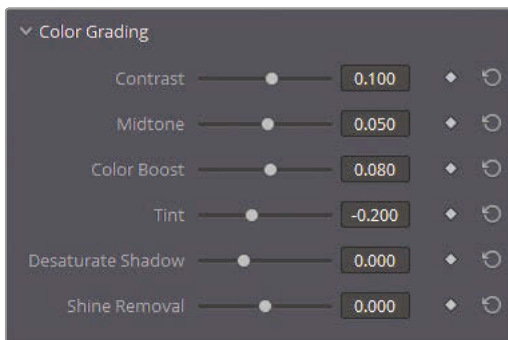 Color Grading
Contrast 0.100
Midtone 0.050
Color Boost 0.080
Tint -0.200
Desaturate Shadow 0.000
Shine Removal 0.000